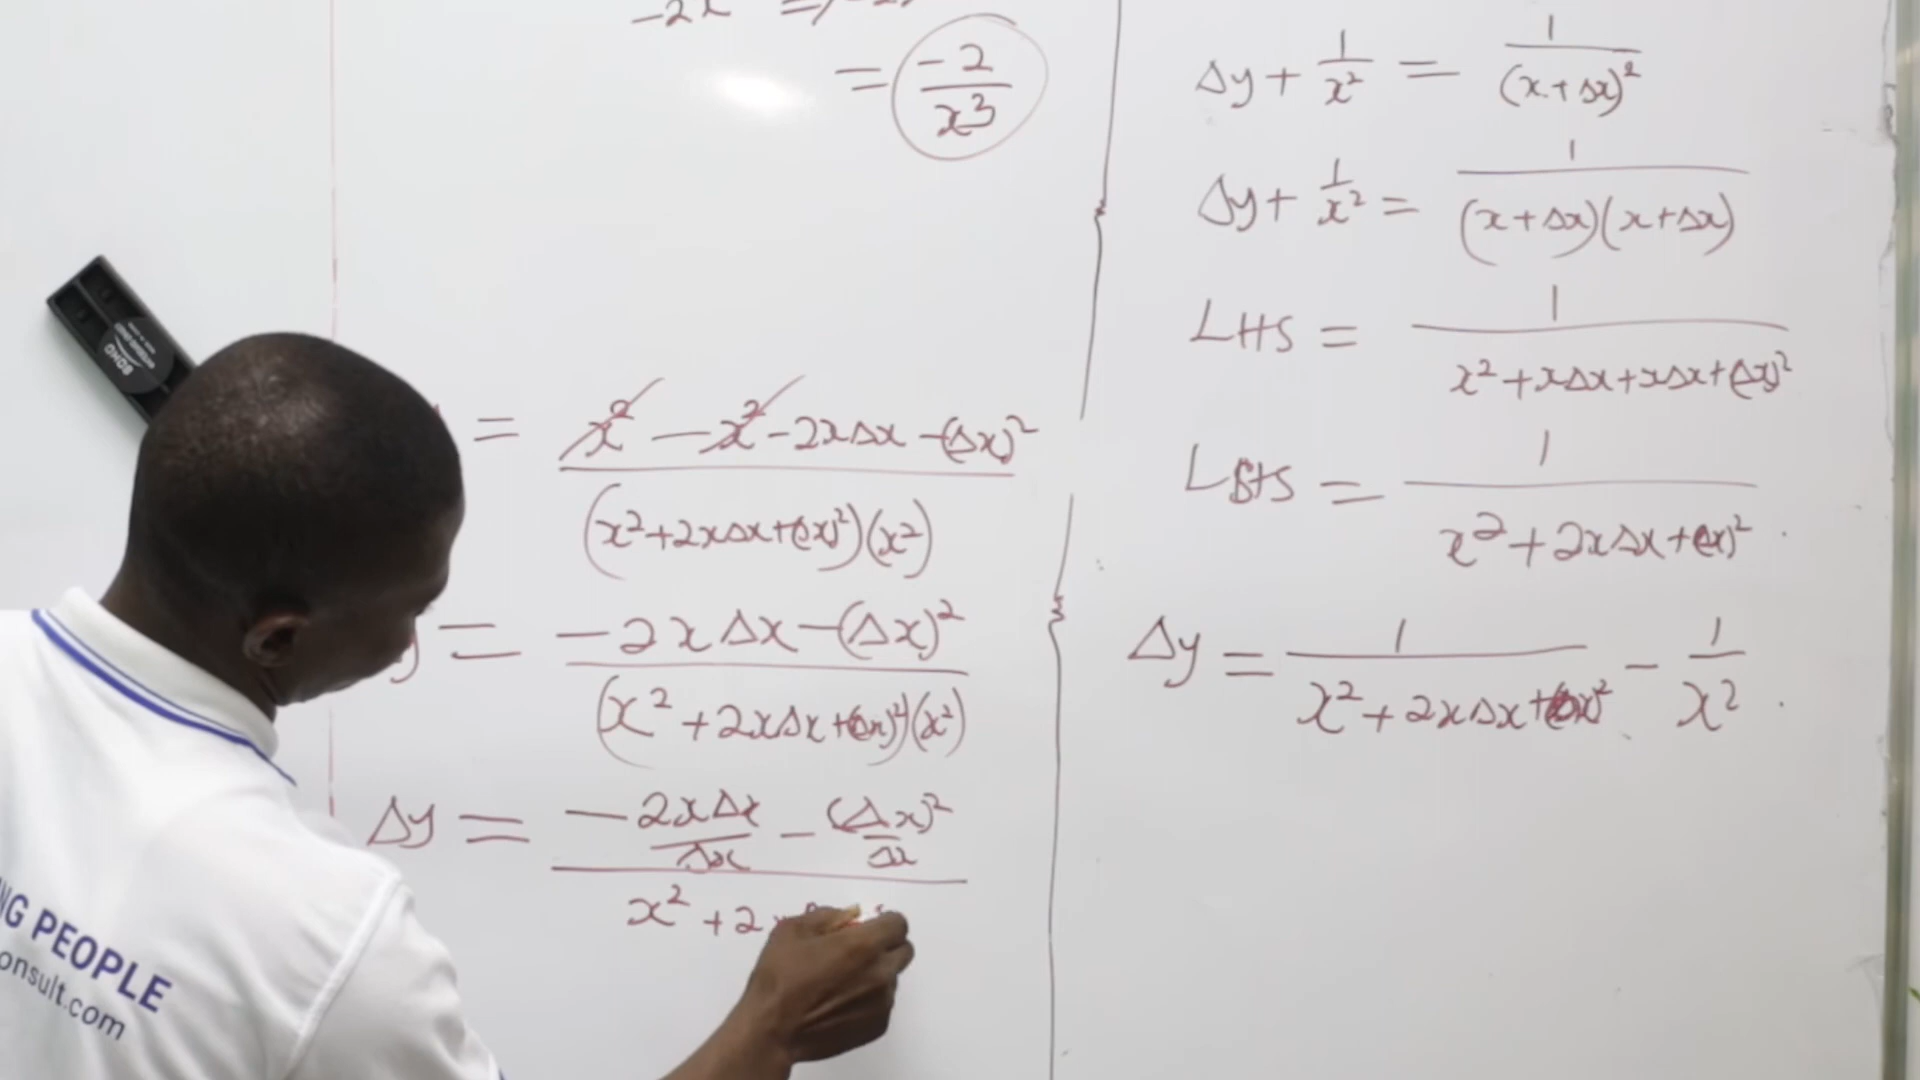 -2x
= -2/x³
= x² - x² - 2xΔx - (Δx)²
(x² + 2xΔx + (Δx)²)(x²)
y = -2xΔx - (Δx)²
(x² + 2xΔx + (Δx)²)(x²)
Δy = -2xΔx/Δx - (Δx)²/Δx
x² + 2
Δy + 1/x² = 1/(x+Δx)²
Δy + 1/x² = 1/(x+Δx)(x+Δx)
LHS = 1/x² + xΔx + xΔx + (Δx)²
= 1/x² + 2xΔx + (Δx)²
Δy = 1/x² + 2xΔx + (Δx)² - 1/x²
NG PEOPLE
onsult.com